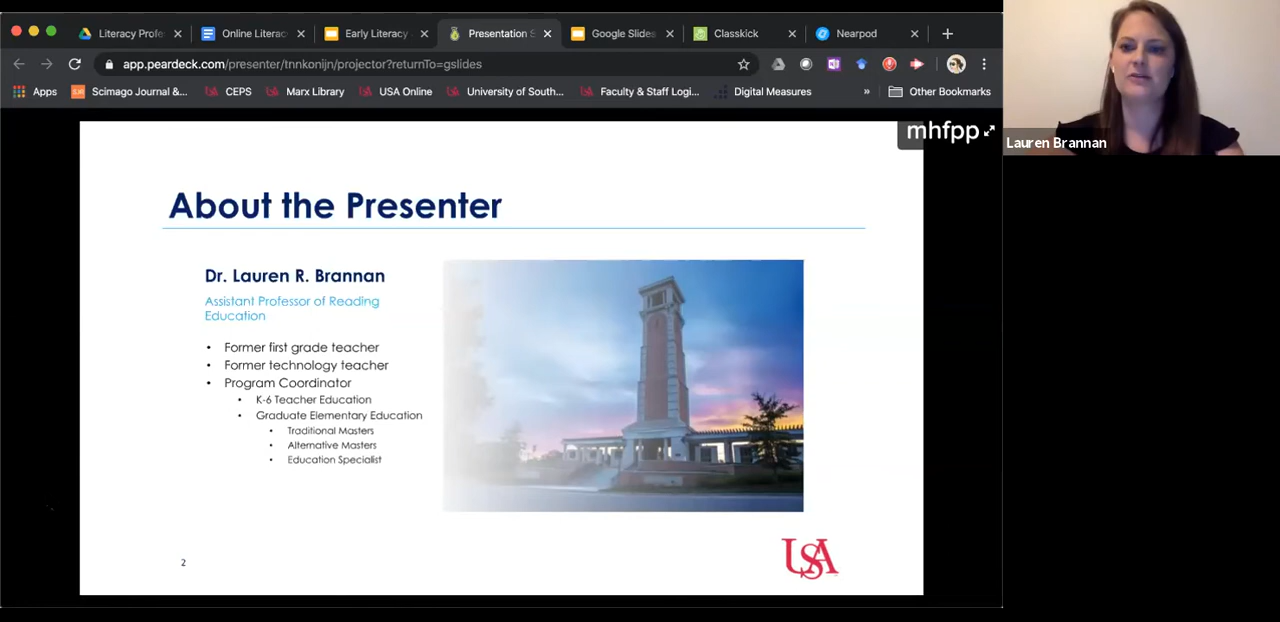 Literacy Profe
Online Literac
Early Literacy
Presentation S
Google Slides
Classkick
Nearpod
app.peardeck.com/presenter/tnnkonijn/projector?returnTo=gslides
Apps
Scimago Journal &...
CEPS
Marx Library
USA Online
University of South...
Faculty & Staff Logi...
Digital Measures
»
Other Bookmarks
mhfpp
Lauren Brannan
About the Presenter
Dr. Lauren R. Brannan
Assistant Professor of Reading
Education
• Former first grade teacher
• Former technology teacher
• Program Coordinator
• K-6 Teacher Education
• Graduate Elementary Education
• Traditional Masters
• Alternative Masters
• Education Specialist
2
USA